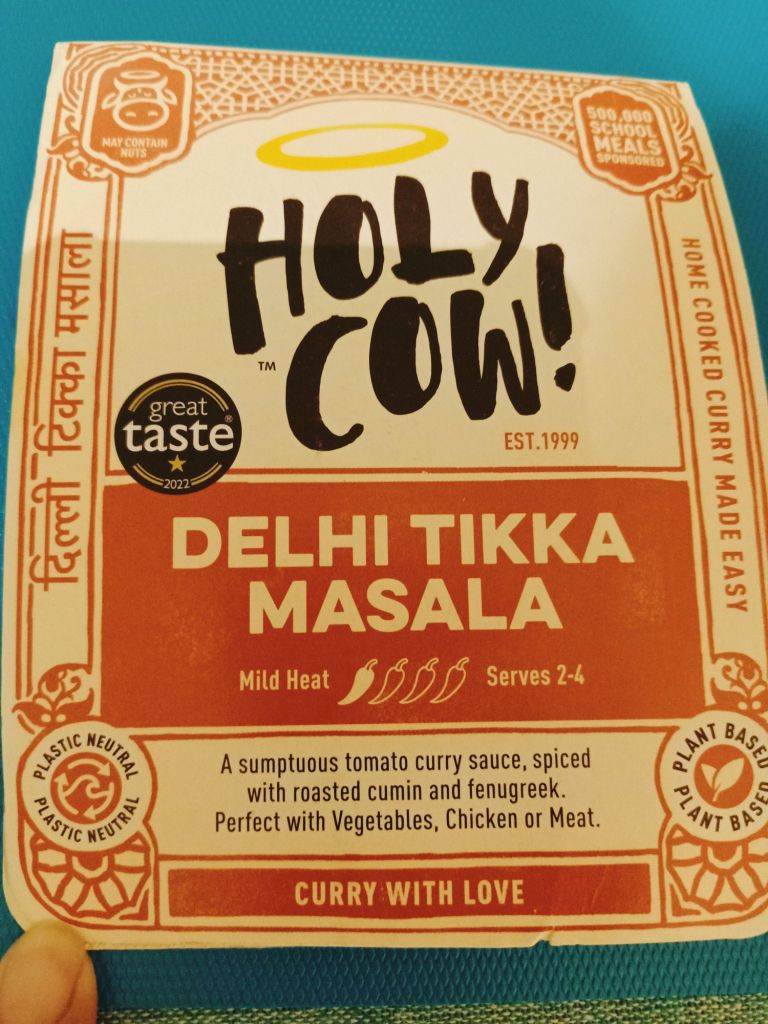 MAY CONTAIN
NUTS
500,000
SCHOOL
MEALS
SPONSORED
HOLY
COW!
TM
EST.1999
great
taste®
2022
दिल्ली टिक्का मसाला
HOME COOKED CURRY MADE EASY
DELHI TIKKA
MASALA
Mild Heat
Serves 2-4
PLASTIC NEUTRAL
PLASTIC NEUTRAL
A sumptuous tomato curry sauce, spiced
with roasted cumin and fenugreek.
Perfect with Vegetables, Chicken or Meat.
PLANT BASED
PLANT BASED
CURRY WITH LOVE